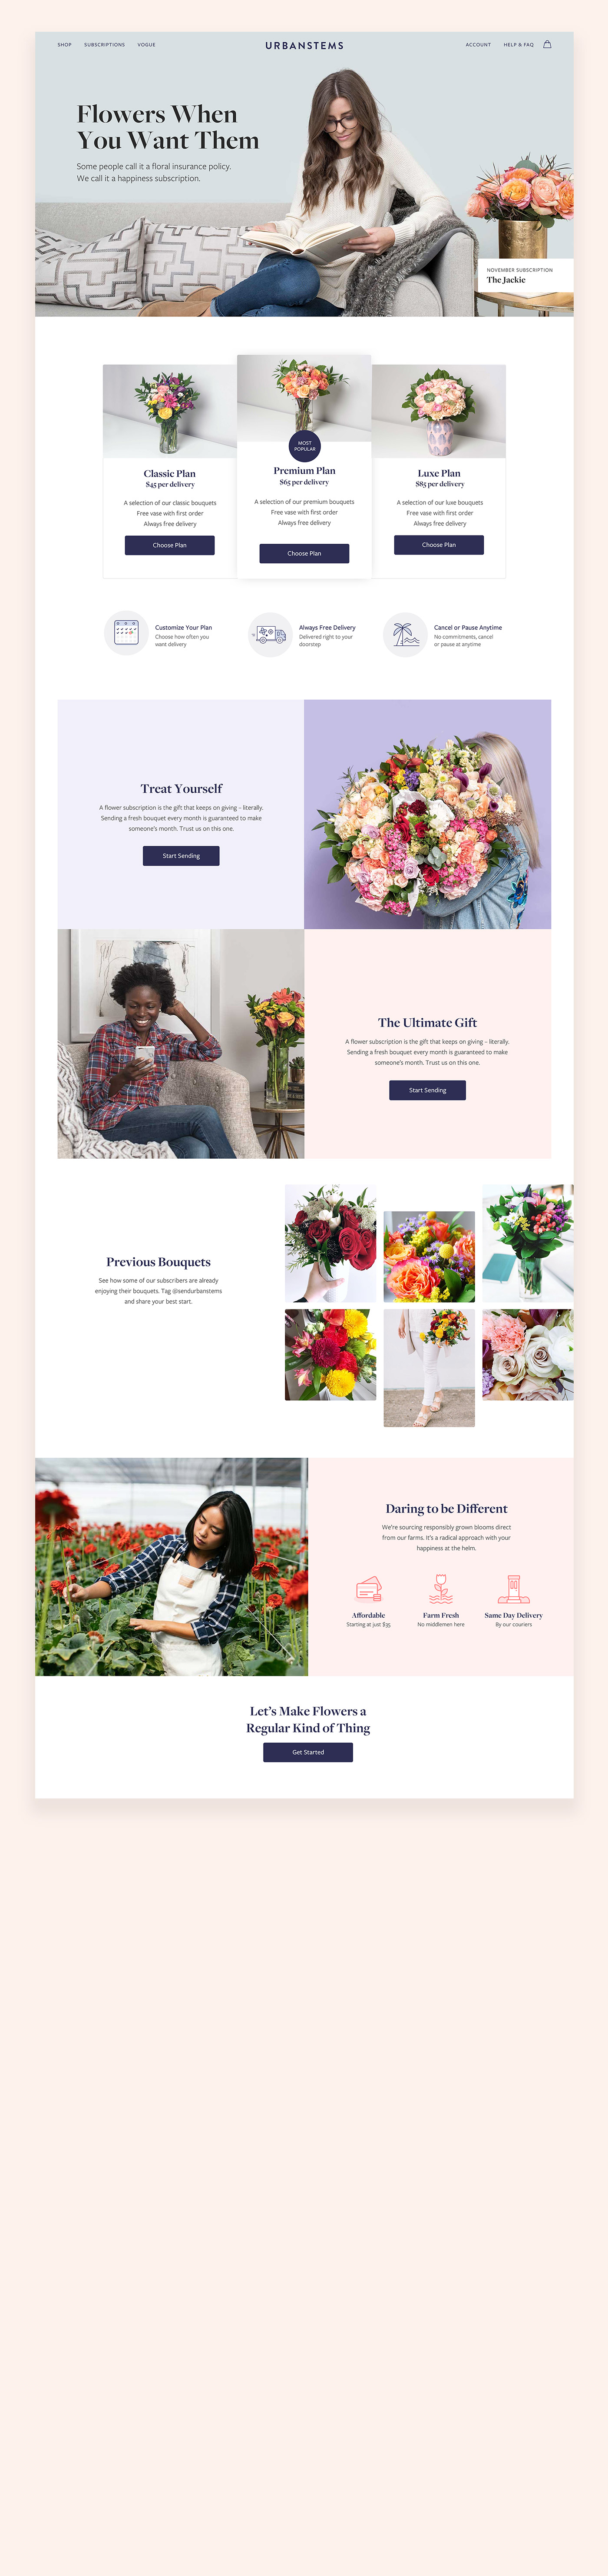 SHOP
SUBSCRIPTIONS
VOGUE
URBANSTEMS
ACCOUNT
HELP & FAQ
Flowers When
You Want Them
Some people call it a floral insurance policy.
We call it a happiness subscription.
NOVEMBER SUBSCRIPTION
The Jackie
Classic Plan
$45 per delivery
A selection of our classic bouquets
Free vase with first order
Always free delivery
Choose Plan
MOST
POPULAR
Premium Plan
$65 per delivery
A selection of our premium bouquets
Free vase with first order
Always free delivery
Choose Plan
Luxe Plan
$85 per delivery
A selection of our luxe bouquets
Free vase with first order
Always free delivery
Choose Plan
Customize Your Plan
Choose how often you
want delivery
Always Free Delivery
Delivered right to your
doorstep
Cancel or Pause Anytime
No commitments, cancel
or pause at anytime
Treat Yourself
A flower subscription is the gift that keeps on giving – literally.
Sending a fresh bouquet every month is guaranteed to make
someone's month. Trust us on this one.
Start Sending
The Ultimate Gift
A flower subscription is the gift that keeps on giving – literally.
Sending a fresh bouquet every month is guaranteed to make
someone's month. Trust us on this one.
Start Sending
Previous Bouquets
See how some of our subscribers are already
enjoying their bouquets. Tag @sendurbanstems
and share your best start.
Daring to be Different
We're sourcing responsibly grown blooms direct
from our farms. It's a radical approach with your
happiness at the helm.
Affordable
Starting at just $35
Farm Fresh
No middlemen here
Same Day Delivery
By our couriers
Let's Make Flowers a
Regular Kind of Thing
Get Started